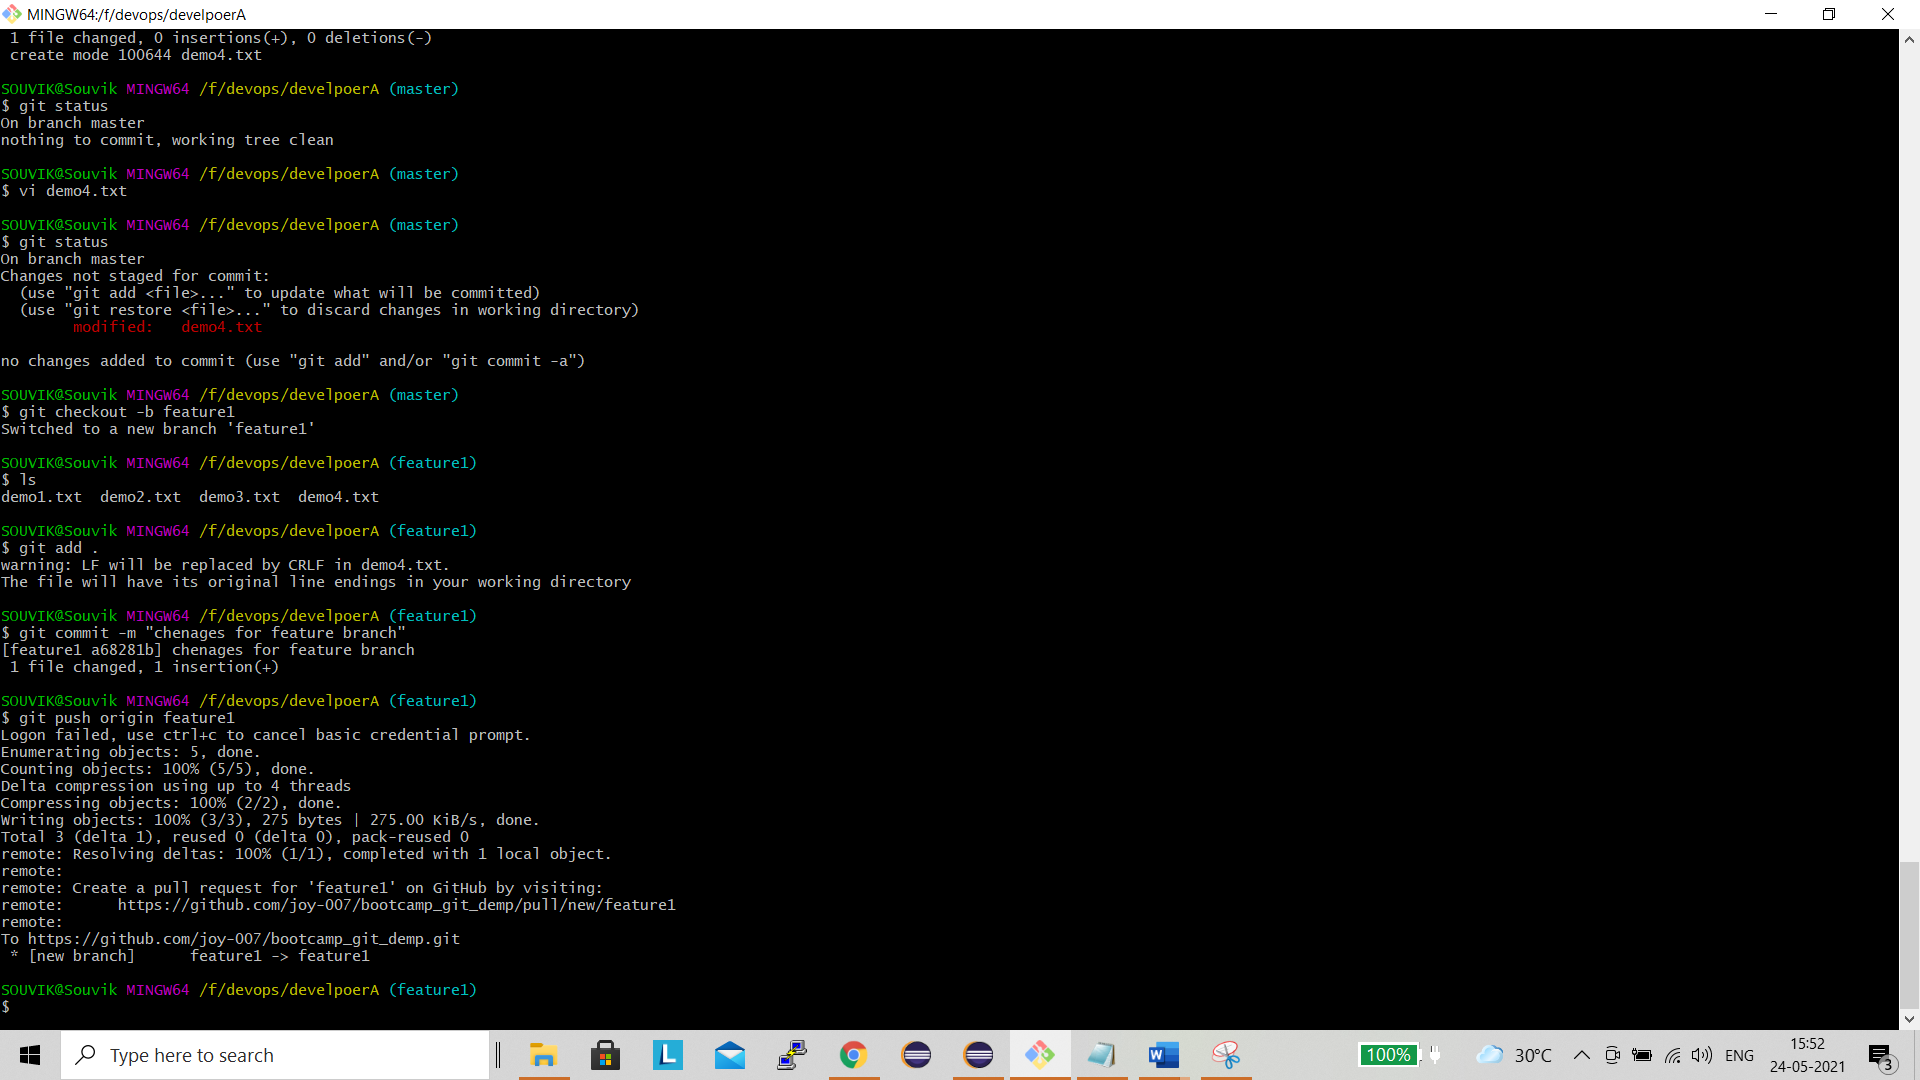 MINGW64:/f/devops/develpoerA
 1 file changed, 0 insertions(+), 0 deletions(-)
 create mode 100644 demo4.txt

SOUVIK@Souvik MINGW64 /f/devops/develpoerA (master)
$ git status
On branch master
nothing to commit, working tree clean

SOUVIK@Souvik MINGW64 /f/devops/develpoerA (master)
$ vi demo4.txt

SOUVIK@Souvik MINGW64 /f/devops/develpoerA (master)
$ git status
On branch master
Changes not staged for commit:
  (use "git add <file>..." to update what will be committed)
  (use "git restore <file>..." to discard changes in working directory)
        modified:   demo4.txt

no changes added to commit (use "git add" and/or "git commit -a")

SOUVIK@Souvik MINGW64 /f/devops/develpoerA (master)
$ git checkout -b feature1
Switched to a new branch 'feature1'

SOUVIK@Souvik MINGW64 /f/devops/develpoerA (feature1)
$ ls
demo1.txt  demo2.txt  demo3.txt  demo4.txt

SOUVIK@Souvik MINGW64 /f/devops/develpoerA (feature1)
$ git add .
warning: LF will be replaced by CRLF in demo4.txt.
The file will have its original line endings in your working directory

SOUVIK@Souvik MINGW64 /f/devops/develpoerA (feature1)
$ git commit -m "chenages for feature branch"
[feature1 a68281b] chenages for feature branch
 1 file changed, 1 insertion(+)

SOUVIK@Souvik MINGW64 /f/devops/develpoerA (feature1)
$ git push origin feature1
Logon failed, use ctrl+c to cancel basic credential prompt.
Enumerating objects: 5, done.
Counting objects: 100% (5/5), done.
Delta compression using up to 4 threads
Compressing objects: 100% (2/2), done.
Writing objects: 100% (3/3), 275 bytes | 275.00 KiB/s, done.
Total 3 (delta 1), reused 0 (delta 0), pack-reused 0
remote: Resolving deltas: 100% (1/1), completed with 1 local object.
remote:
remote: Create a pull request for 'feature1' on GitHub by visiting:
remote:      https://github.com/joy-007/bootcamp_git_demp/pull/new/feature1
remote:
To https://github.com/joy-007/bootcamp_git_demp.git
 * [new branch]      feature1 -> feature1

SOUVIK@Souvik MINGW64 /f/devops/develpoerA (feature1)
$
Type here to search
L
W
100%
30°C
ENG
15:52
24-05-2021
3